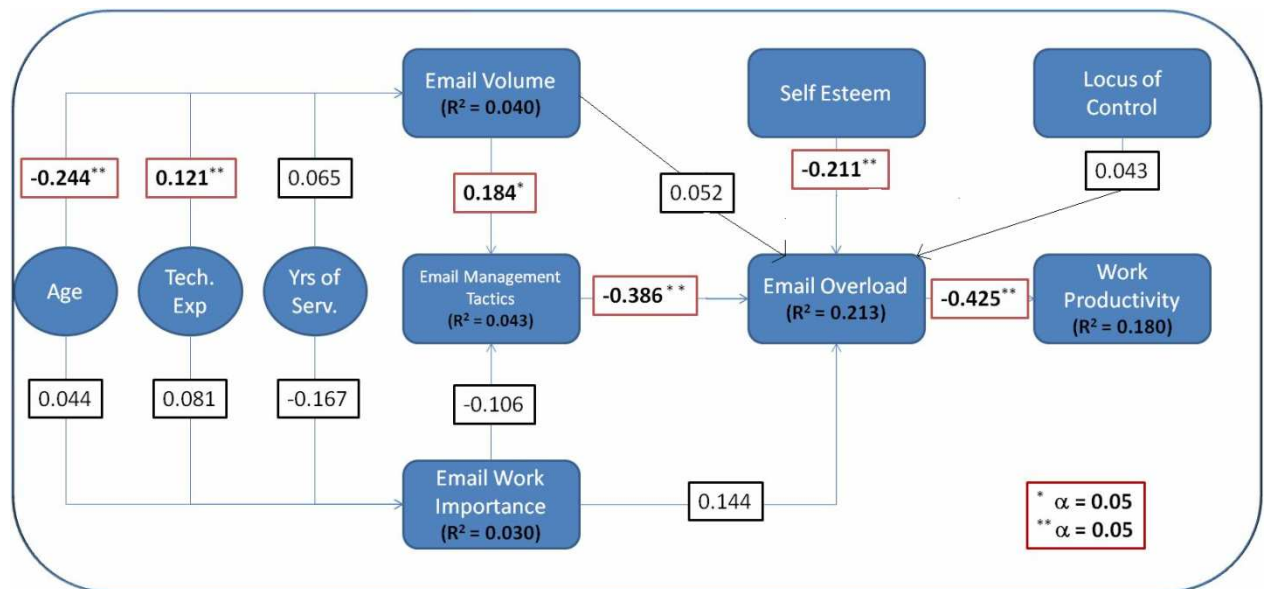 Email Volume
(R² = 0.040)
Self Esteem
Locus of
Control
-0.244**
0.121**
0.065
0.184*
0.052
-0.211**
0.043
Age
Tech.
Exp
Yrs of
Serv.
Email Management
Tactics
(R² = 0.043)
-0.386**
Email Overload
(R² = 0.213)
-0.425**
Work
Productivity
(R² = 0.180)
0.044
0.081
-0.167
-0.106
Email Work
Importance
(R² = 0.030)
0.144
* α = 0.05
** α = 0.05